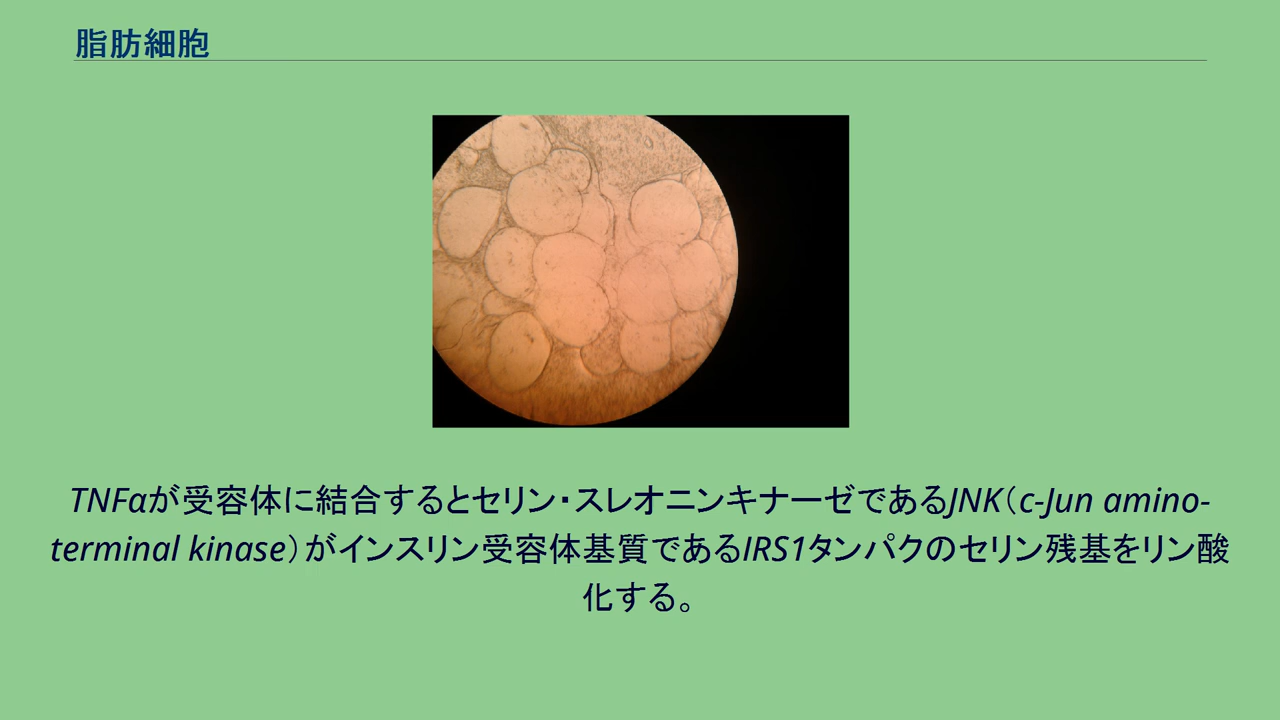 脂肪細胞
TNFαが受容体に結合するとセリン・スレオニンキナーゼであるJNK（c-Jun amino-
terminal kinase）がインスリン受容体基質であるIRS1タンパクのセリン残基をリン酸
化する。